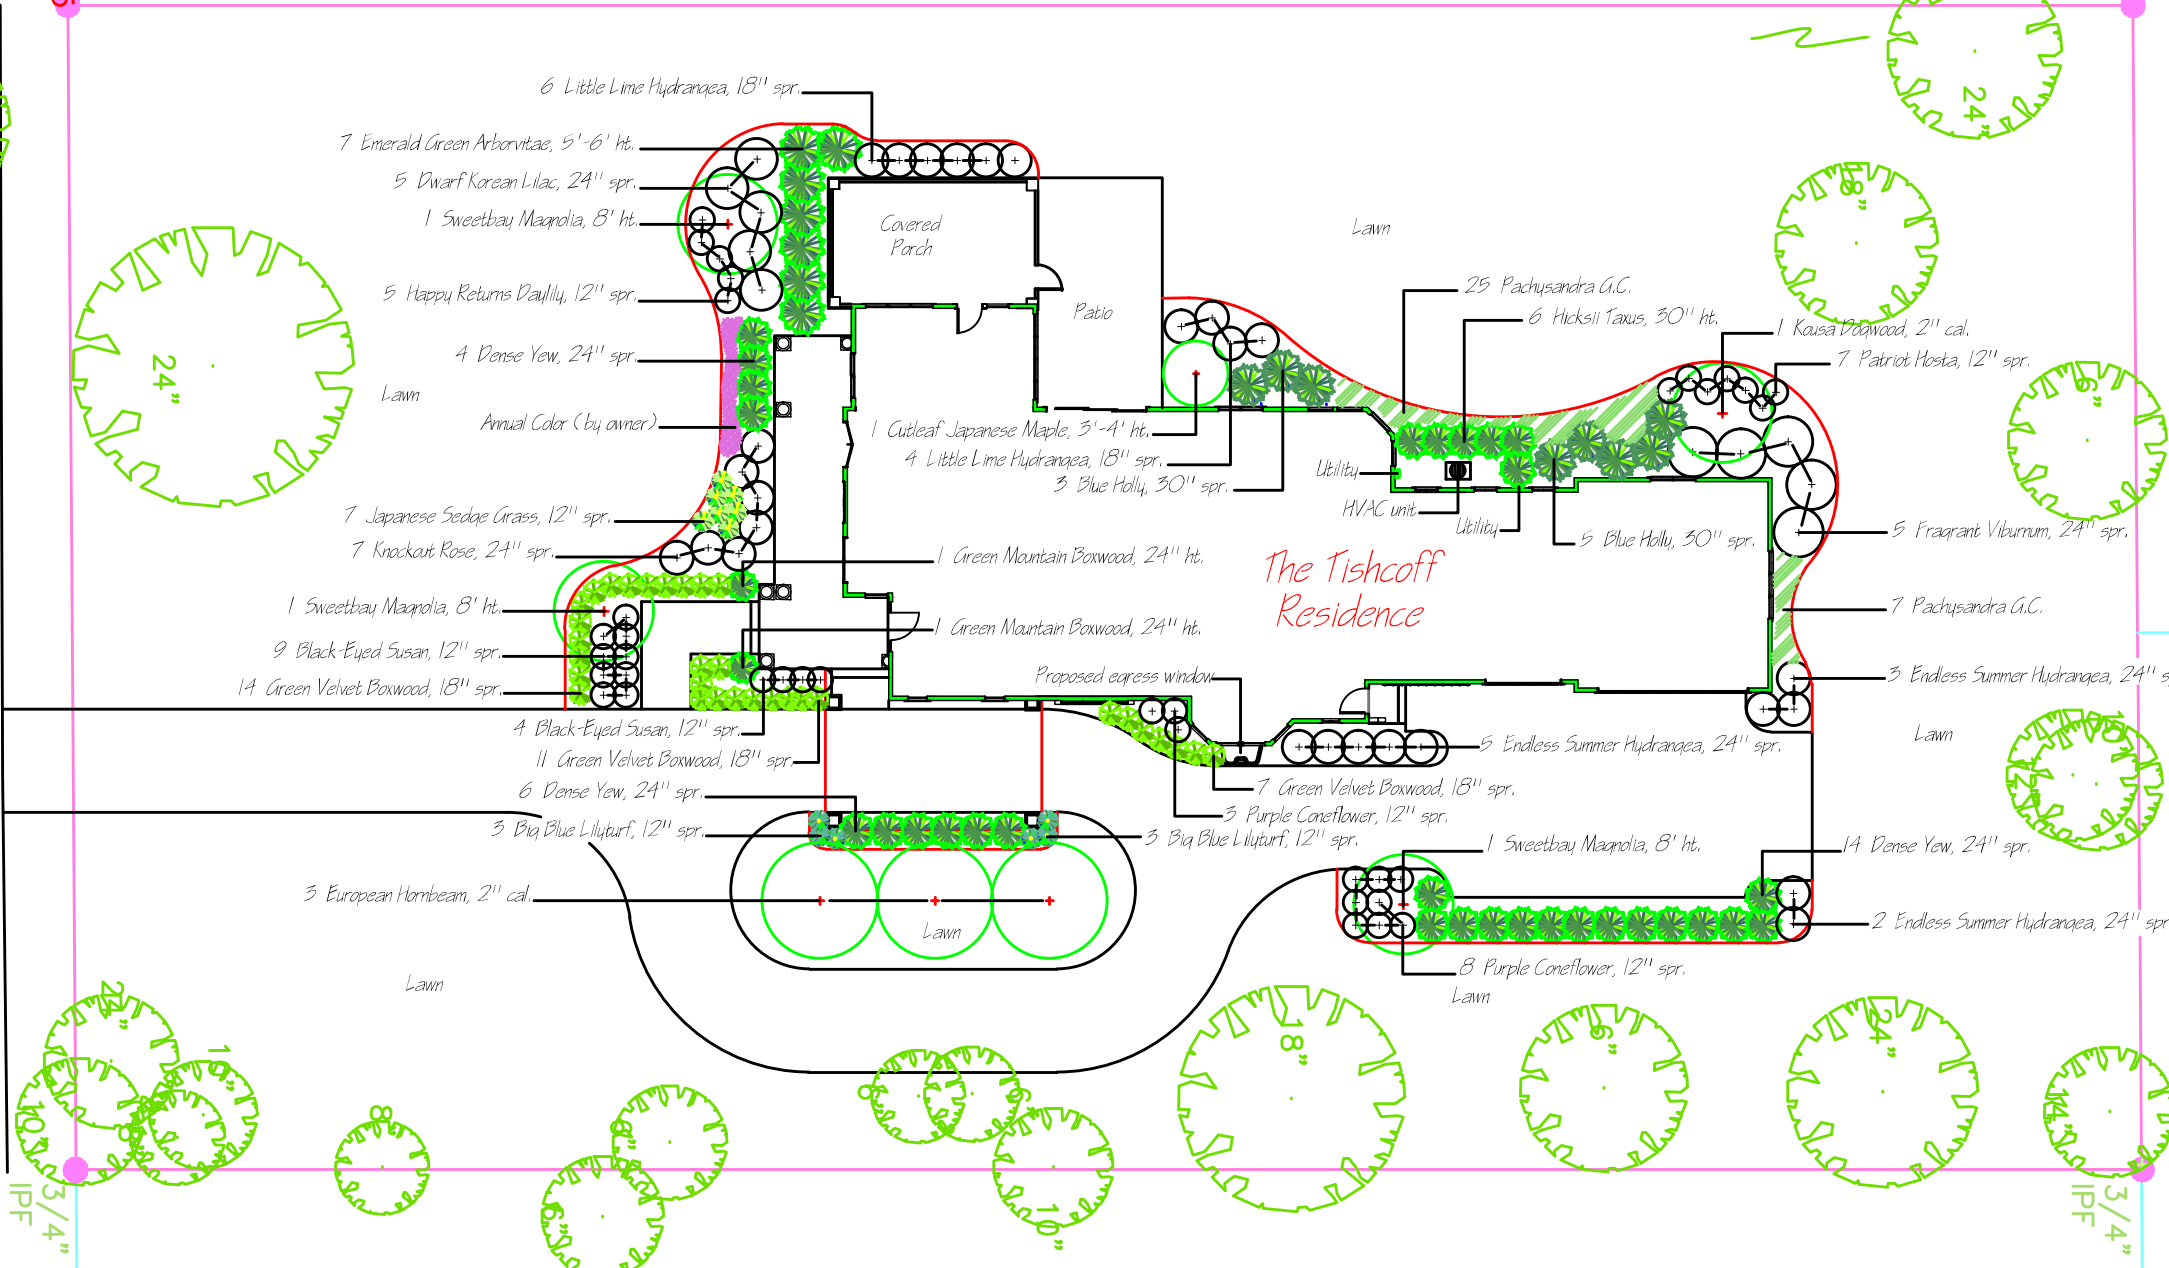 6 Little Lime Hydrangea, 18" spr.
7 Emerald Green Arborvitae, 5'-6' ht.
5 Dwarf Korean Lilac, 24" spr.
1 Sweetbay Magnolia, 8' ht.
5 Happy Returns Daylily, 12" spr.
4 Dense Yew, 24" spr.
Lawn
Annual Color (by owner)
7 Japanese Sedge Grass, 12" spr.
7 Knockout Rose, 24" spr.
1 Sweetbay Magnolia, 8' ht.
9 Black-Eyed Susan, 12" spr.
14 Green Velvet Boxwood, 18" spr.
Covered
Porch
Patio
Lawn
25 Pachysandra G.C.
6 Hicksii Taxus, 30" ht.
1 Kousa Dogwood, 2" cal.
7 Patriot Hosta, 12" spr.
1 Cutleaf Japanese Maple, 3'-4' ht.
4 Little Lime Hydrangea, 18" spr.
3 Blue Holly, 30" spr.
Utility
HVAC unit
Utility
5 Blue Holly, 30" spr.
5 Fragrant Viburnum, 24" spr.
1 Green Mountain Boxwood, 24" ht.
The Tishcoff
Residence
7 Pachysandra G.C.
1 Green Mountain Boxwood, 24" ht.
Proposed egress window
3 Endless Summer Hydrangea, 24" s
Lawn
4 Black-Eyed Susan, 12" spr.
11 Green Velvet Boxwood, 18" spr.
5 Endless Summer Hydrangea, 24" spr.
6 Dense Yew, 24" spr.
7 Green Velvet Boxwood, 18" spr.
3 Purple Coneflower, 12" spr.
3 Big Blue Lilyturf, 12" spr.
3 Big Blue Lilyturf, 12" spr.
1 Sweetbay Magnolia, 8' ht.
14 Dense Yew, 24" spr.
3 European Hornbeam, 2" cal.
Lawn
2 Endless Summer Hydrangea, 24" spr
8 Purple Coneflower, 12" spr.
Lawn
Lawn
24"
24"
18"
6"
10"
12"
24"
10"
10"
8"
8"
6"
6"
8"
6"
10"
18"
6"
24"
14"
3/4"
IPF
3/4"
IPF